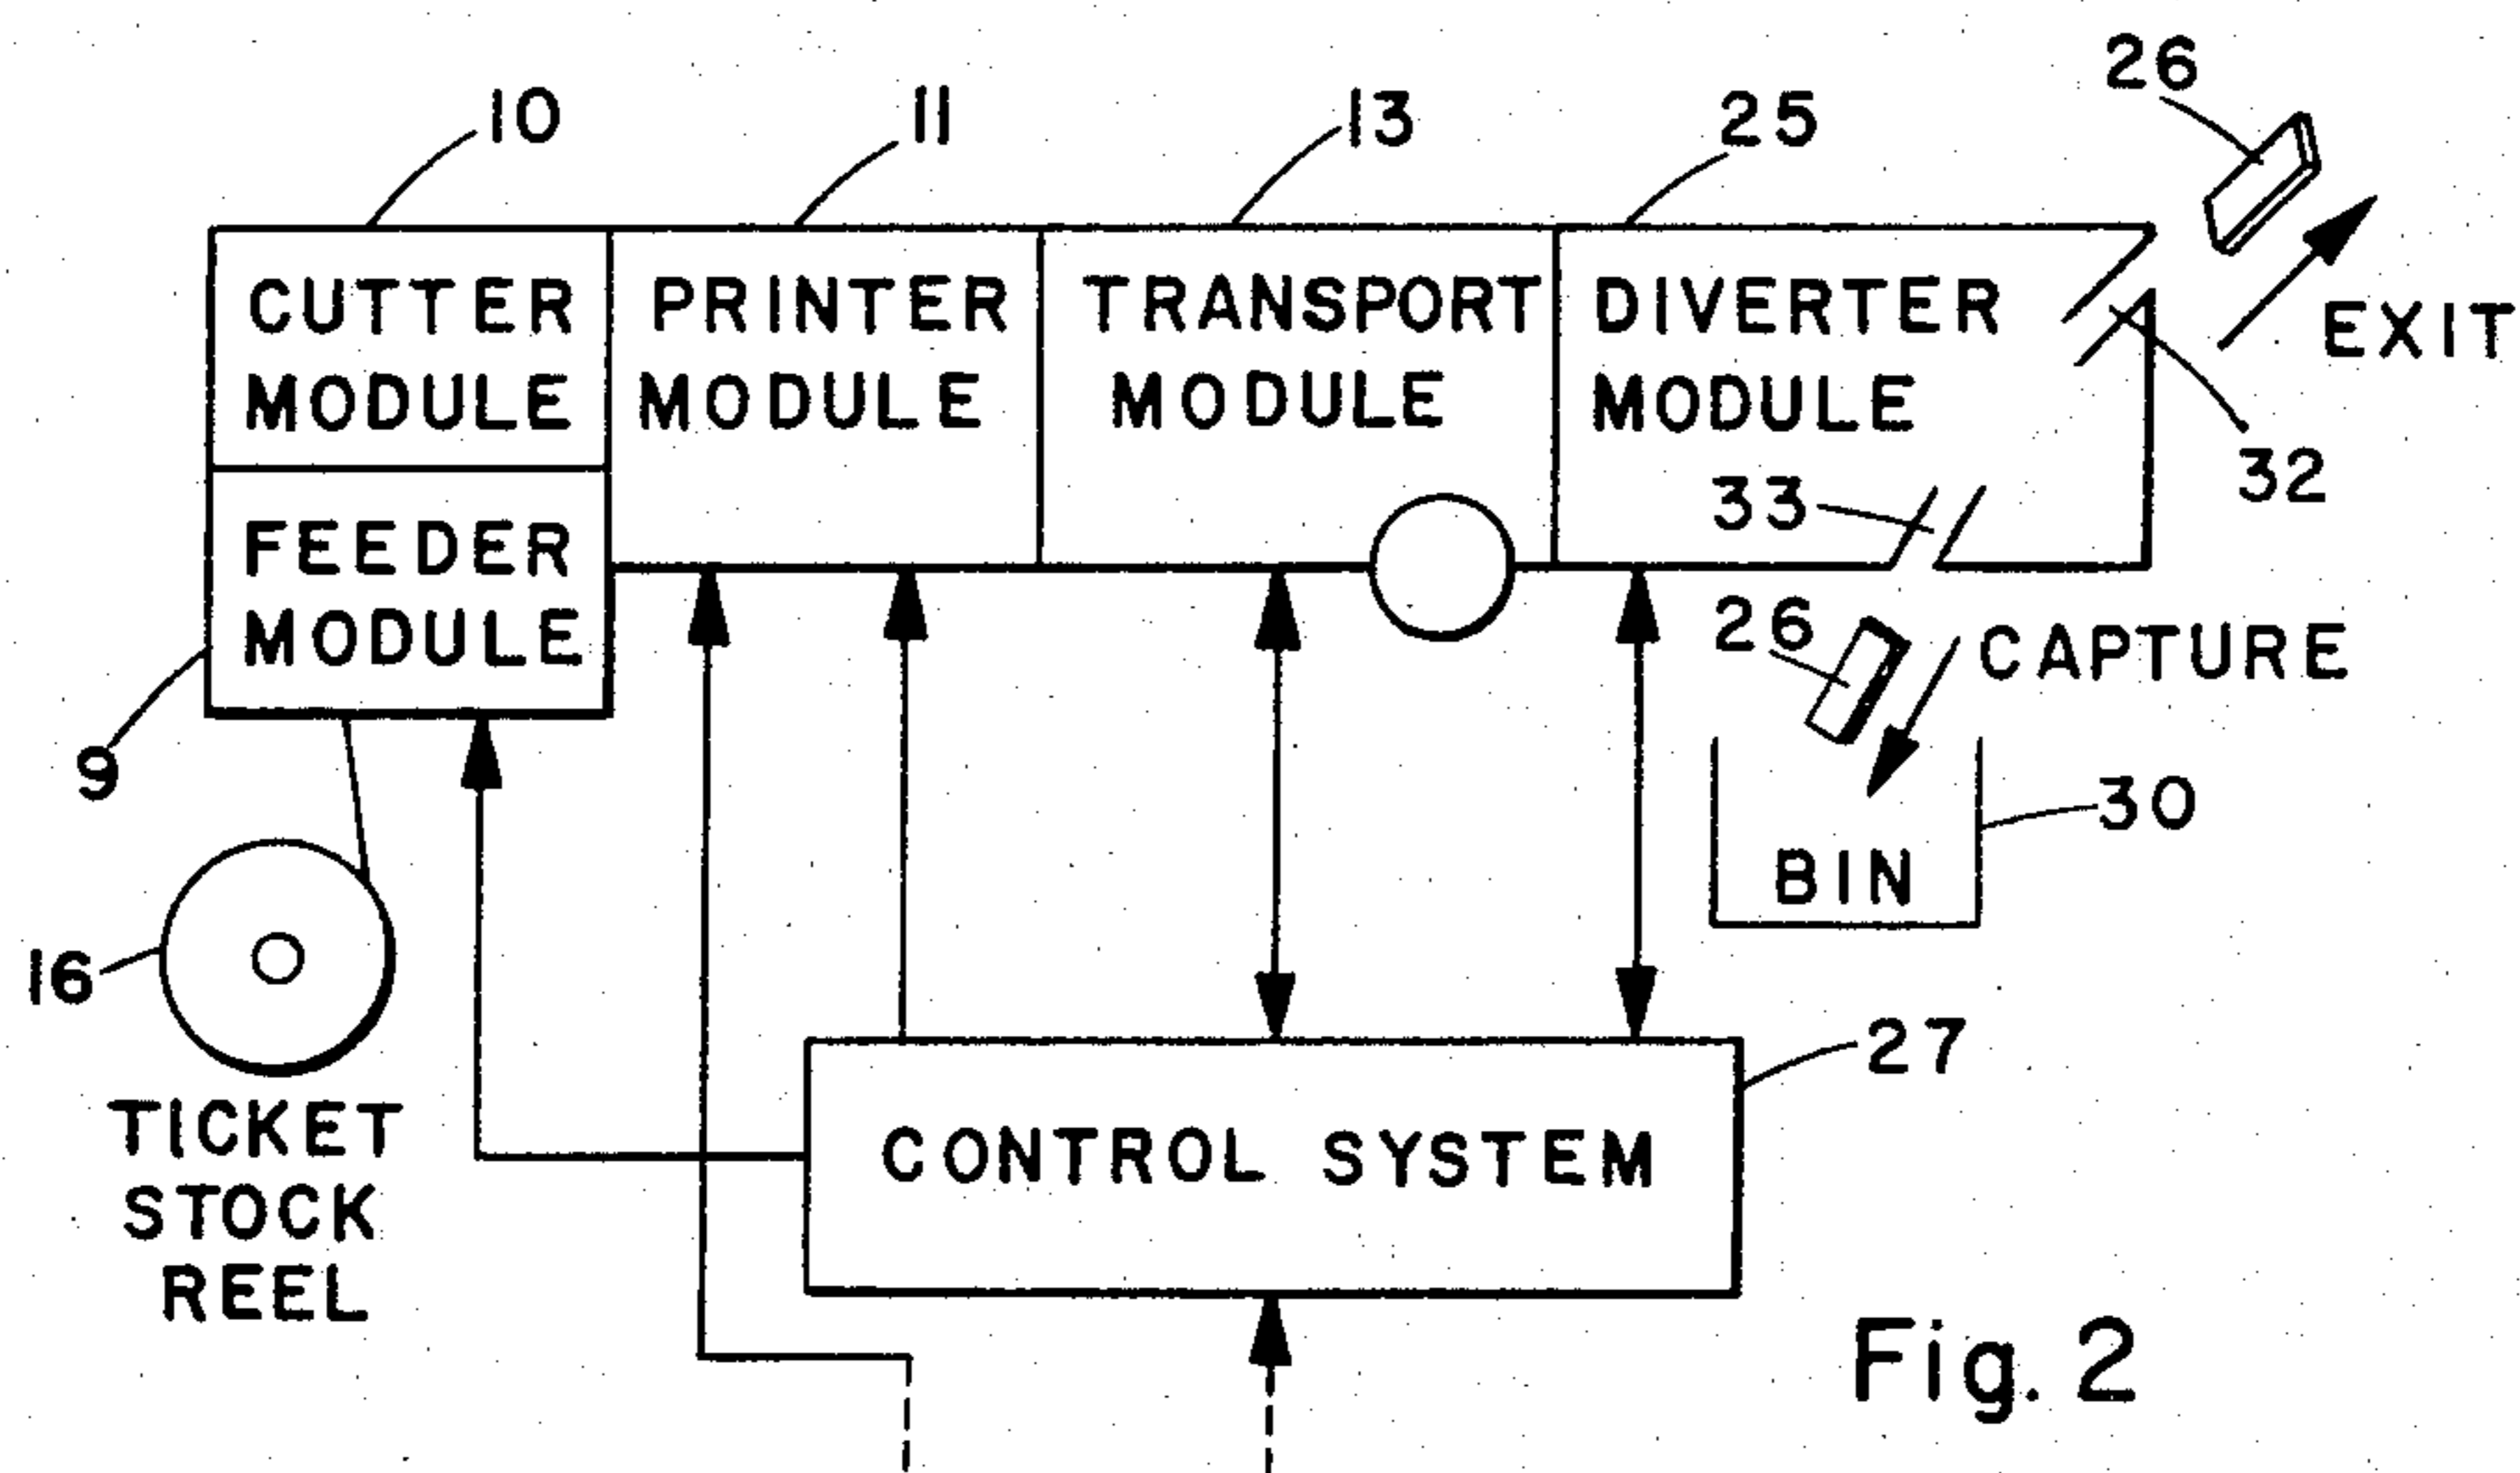 10 11 13 25 26
CUTTER MODULE
PRINTER MODULE
TRANSPORT MODULE
DIVERTER MODULE
EXIT
32
FEEDER MODULE
33
26
CAPTURE
9
30
BIN
16
27
TICKET
STOCK
REEL
CONTROL SYSTEM
Fig. 2